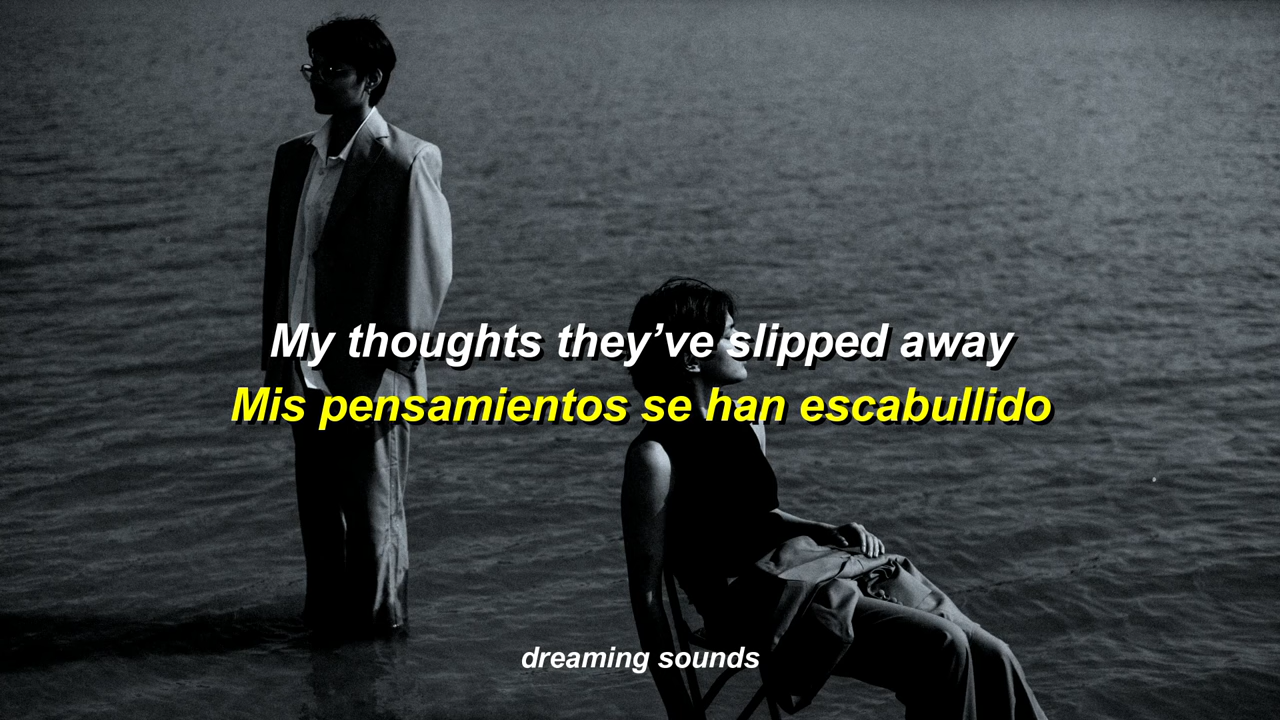 My thoughts they’ve slipped away
Mis pensamientos se han escabullido
dreaming sounds